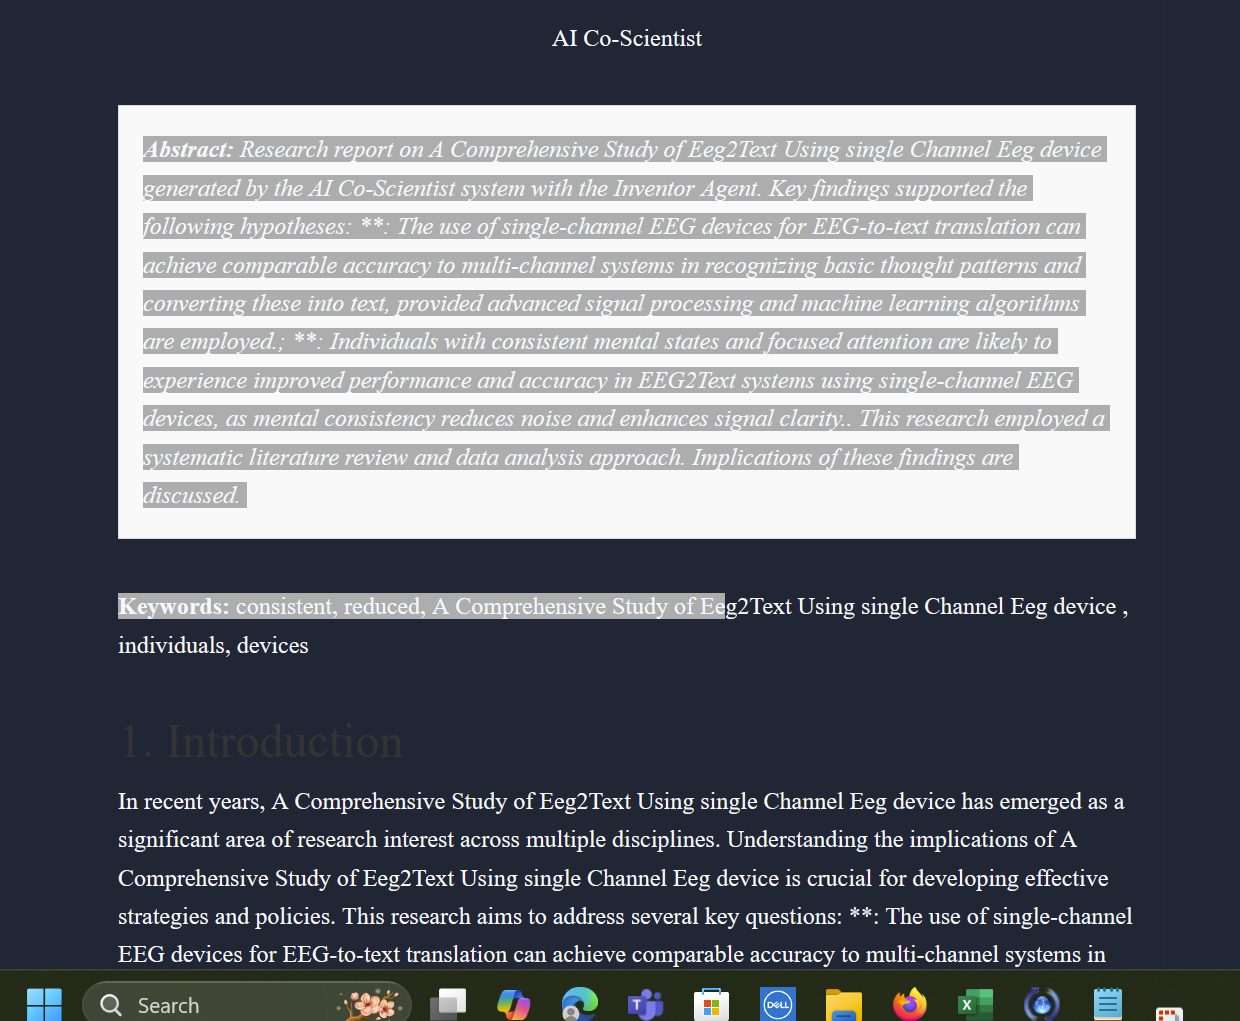 AI Co-Scientist
Abstract: Research report on A Comprehensive Study of Eeg2Text Using single Channel Eeg device
generated by the AI Co-Scientist system with the Inventor Agent. Key findings supported the
following hypotheses: **: The use of single-channel EEG devices for EEG-to-text translation can
achieve comparable accuracy to multi-channel systems in recognizing basic thought patterns and
converting these into text, provided advanced signal processing and machine learning algorithms
are employed.; **: Individuals with consistent mental states and focused attention are likely to
experience improved performance and accuracy in EEG2Text systems using single-channel EEG
devices, as mental consistency reduces noise and enhances signal clarity.. This research employed a
systematic literature review and data analysis approach. Implications of these findings are
discussed.
Keywords: consistent, reduced, A Comprehensive Study of Eeg2Text Using single Channel Eeg device ,
individuals, devices
1. Introduction
In recent years, A Comprehensive Study of Eeg2Text Using single Channel Eeg device has emerged as a
significant area of research interest across multiple disciplines. Understanding the implications of A
Comprehensive Study of Eeg2Text Using single Channel Eeg device is crucial for developing effective
strategies and policies. This research aims to address several key questions: **: The use of single-channel
EEG devices for EEG-to-text translation can achieve comparable accuracy to multi-channel systems in
Search
T
DELL
X